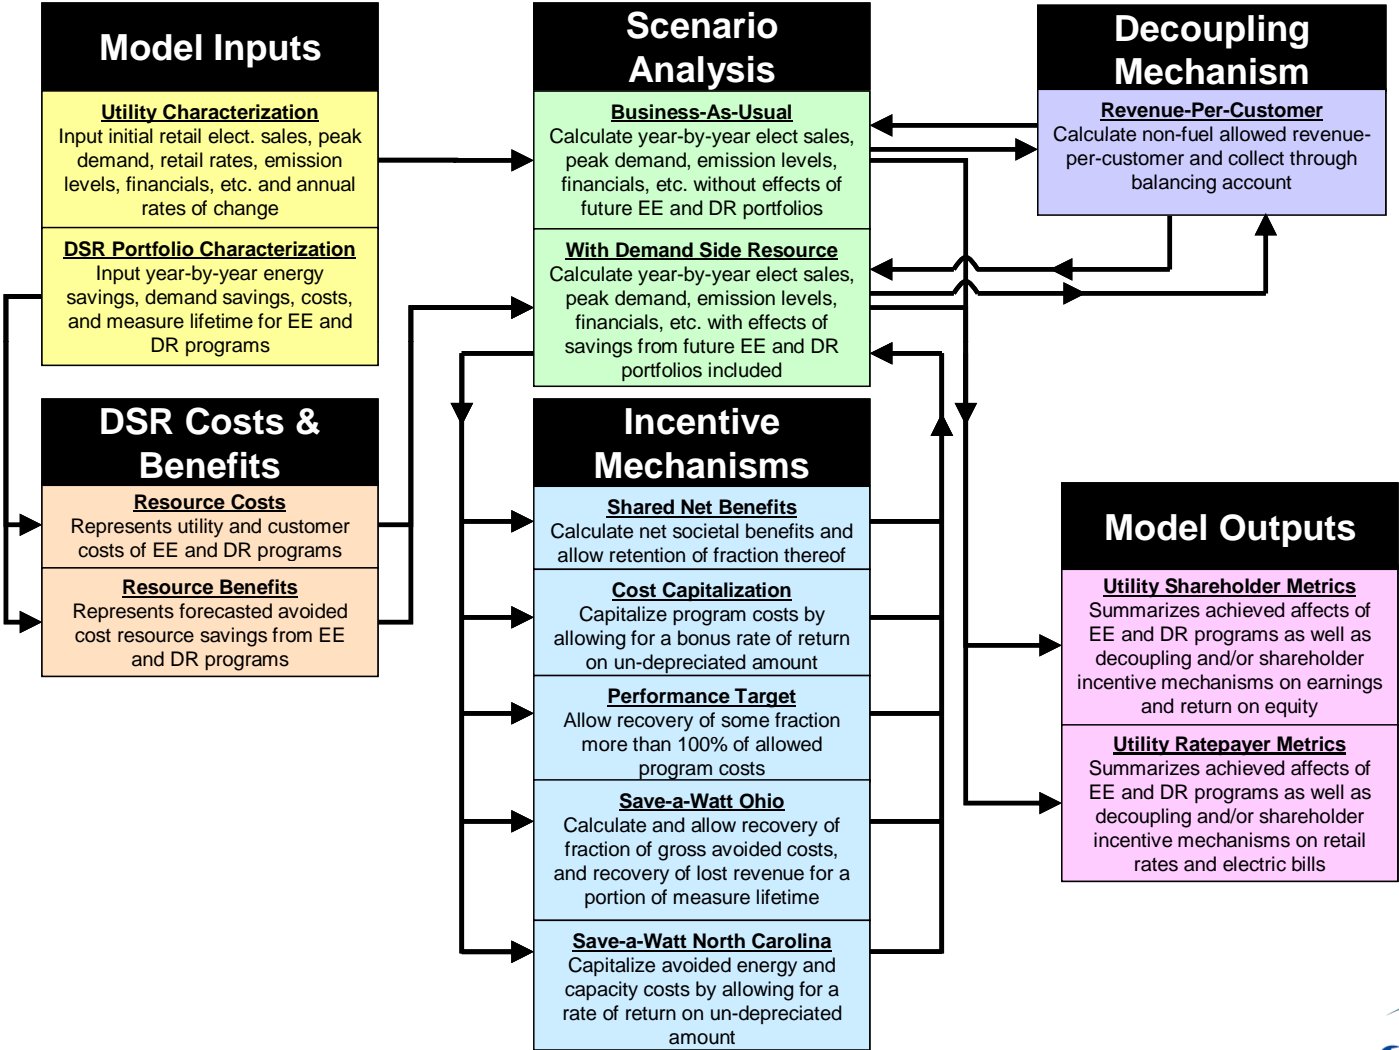 Model Inputs
Utility Characterization
Input initial retail elect. sales, peak
demand, retail rates, emission
levels, financials, etc. and annual
rates of change
DSR Portfolio Characterization
Input year-by-year energy
savings, demand savings, costs,
and measure lifetime for EE and
DR programs
DSR Costs &
Benefits
Resource Costs
Represents utility and customer
costs of EE and DR programs
Resource Benefits
Represents forecasted avoided
cost resource savings from EE
and DR programs
Scenario
Analysis
Business-As-Usual
Calculate year-by-year elect sales,
peak demand, emission levels,
financials, etc. without effects of
future EE and DR portfolios
With Demand Side Resource
Calculate year-by-year elect sales,
peak demand, emission levels,
financials, etc. with effects of
savings from future EE and DR
portfolios included
Incentive
Mechanisms
Shared Net Benefits
Calculate net societal benefits and
allow retention of fraction thereof
Cost Capitalization
Capitalize program costs by
allowing for a bonus rate of return
on un-depreciated amount
Performance Target
Allow recovery of some fraction
more than 100% of allowed
program costs
Save-a-Watt Ohio
Calculate and allow recovery of
fraction of gross avoided costs,
and recovery of lost revenue for a
portion of measure lifetime
Save-a-Watt North Carolina
Capitalize avoided energy and
capacity costs by allowing for a
rate of return on un-depreciated
amount
Decoupling
Mechanism
Revenue-Per-Customer
Calculate non-fuel allowed revenue-
per-customer and collect through
balancing account
Model Outputs
Utility Shareholder Metrics
Summarizes achieved affects of
EE and DR programs as well as
decoupling and/or shareholder
incentive mechanisms on earnings
and return on equity
Utility Ratepayer Metrics
Summarizes achieved affects of
EE and DR programs as well as
decoupling and/or shareholder
incentive mechanisms on retail
rates and electric bills